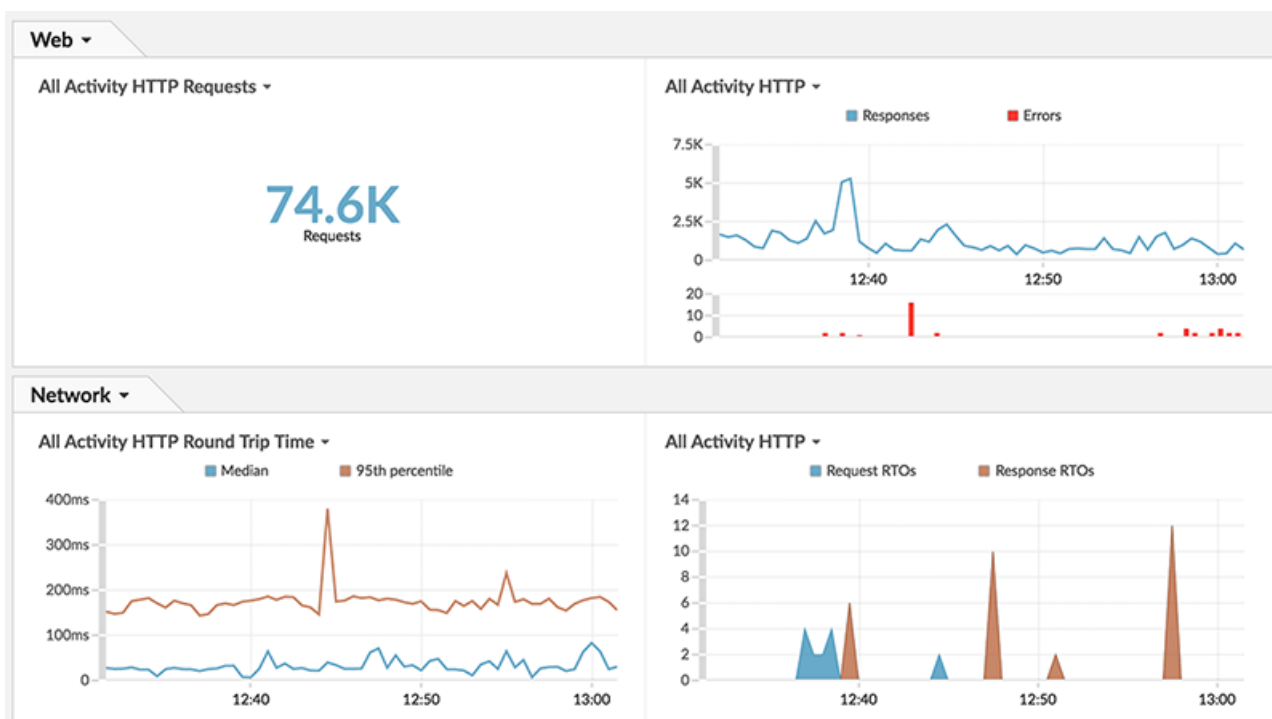 Web
All Activity HTTP Requests
74.6K
Requests
All Activity HTTP
Responses Errors
7.5K
5K
2.5K
0
12:40 12:50 13:00
20
10
0
Network
All Activity HTTP Round Trip Time
Median 95th percentile
400ms
300ms
200ms
100ms
0
12:40 12:50 13:00
All Activity HTTP
Request RTOs Response RTOs
14
12
10
8
6
4
2
0
12:40 12:50 13:00